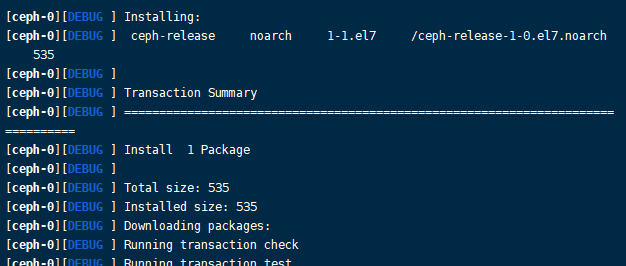 [ceph-0][DEBUG ] Installing:
[ceph-0][DEBUG ]  ceph-release     noarch     1-1.el7     /ceph-release-1-0.el7.noarch
    535
[ceph-0][DEBUG ]
[ceph-0][DEBUG ] Transaction Summary
[ceph-0][DEBUG ] ======================================================================
==========
[ceph-0][DEBUG ] Install  1 Package
[ceph-0][DEBUG ]
[ceph-0][DEBUG ] Total size: 535
[ceph-0][DEBUG ] Installed size: 535
[ceph-0][DEBUG ] Downloading packages:
[ceph-0][DEBUG ] Running transaction check
[ceph-0][DEBUG ] Running transaction test